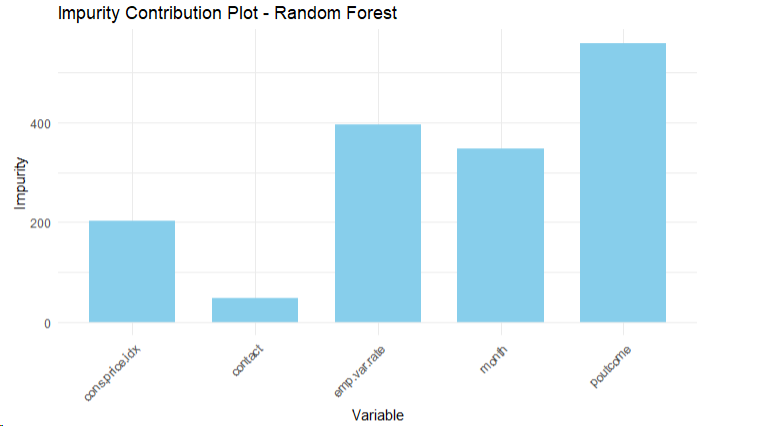 Impurity Contribution Plot - Random Forest
Impurity
400
200
0
cons.price.idx
contact
emp.var.rate
month
poutcome
Variable